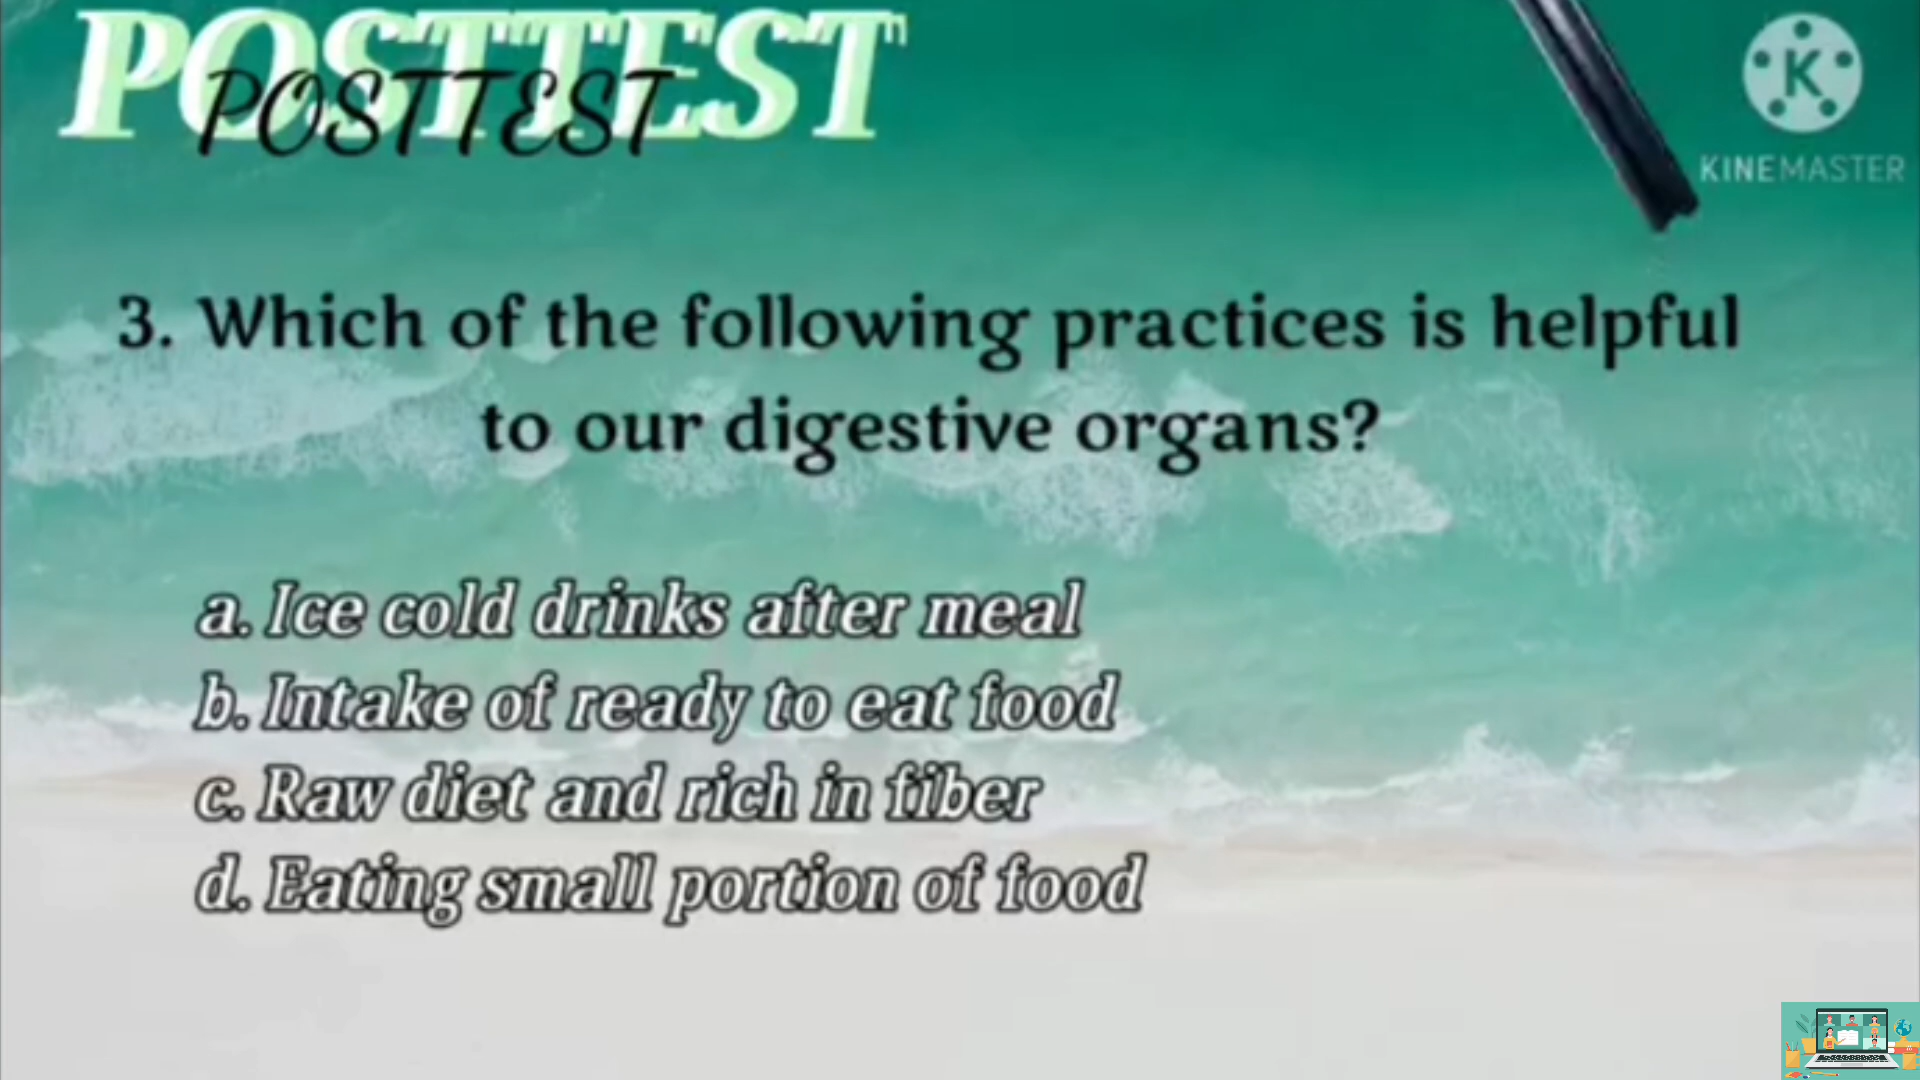 POSTTEST
POSTTEST
KINEMASTER
3. Which of the following practices is helpful
to our digestive organs?
a. Ice cold drinks after meal
b. Intake of ready to eat food
c. Raw diet and rich in fiber
d. Eating small portion of food